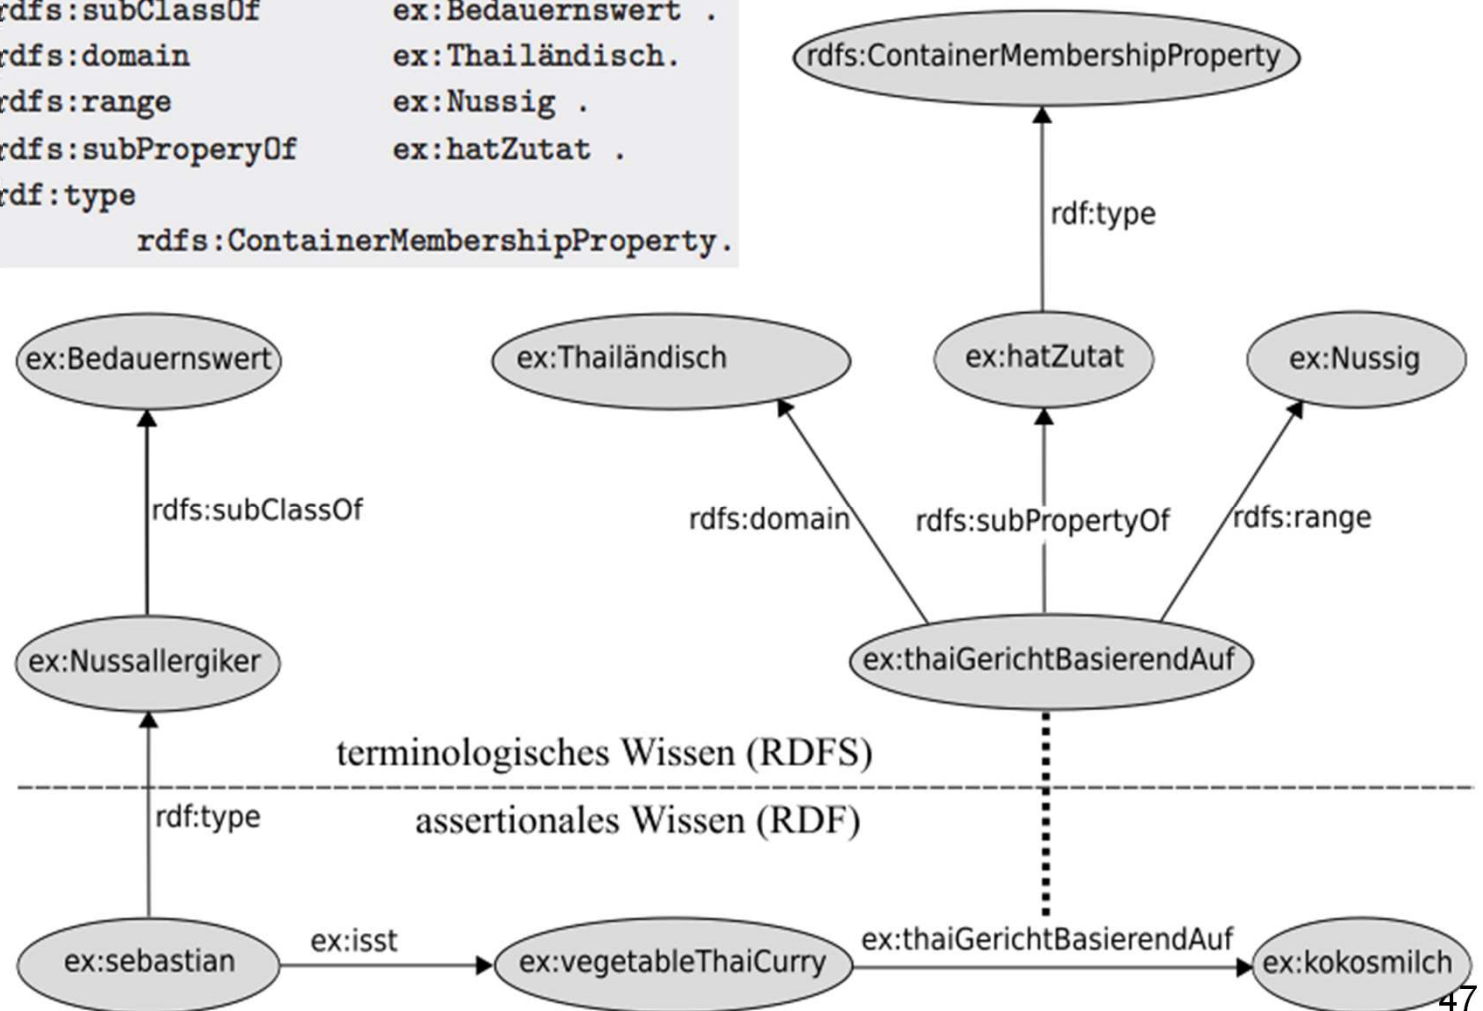 rdfs:subClassOf ex:Bedauernswert .
rdfs:domain ex:Thailändisch.
rdfs:range ex:Nussig .
rdfs:subProperyOf ex:hatZutat .
rdf:type
rdfs:ContainerMembershipProperty.
rdfs:ContainerMembershipProperty
rdf:type
ex:Bedauernswert
ex:Thailändisch
ex:hatZutat
ex:Nussig
rdfs:subClassOf
rdfs:domain
rdfs:subPropertyOf
rdfs:range
ex:Nussallergiker
ex:thaiGerichtBasierendAuf
terminologisches Wissen (RDFS)
rdf:type
assertionales Wissen (RDF)
ex:sebastian
ex:isst
ex:vegetableThaiCurry
ex:thaiGerichtBasierendAuf
ex:kokosmilch
47